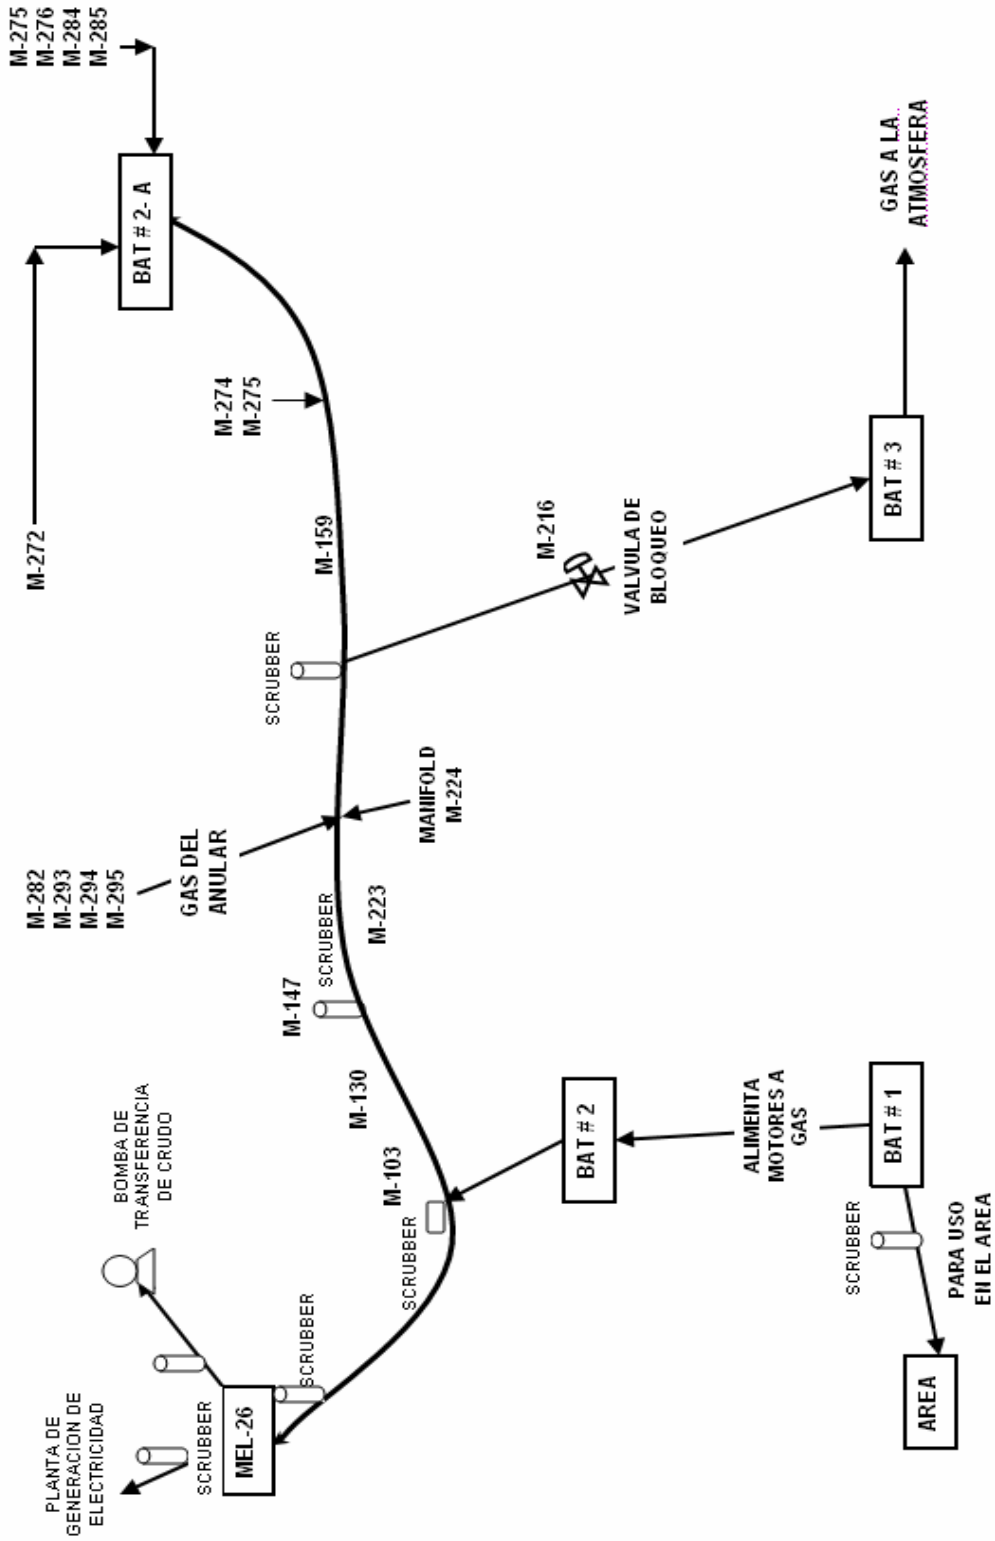 M-275
M-276
M-284
M-285
M-272
BAT # 2- A
M-274
M-275
M-159
GAS A LA
ATMOSFERA
BAT # 3
M-216
VALVULA DE
BLOQUEO
SCRUBBER
MANIFOLD
M-224
M-282
M-293
M-294
M-295
GAS DEL
ANULAR
SCRUBBER
M-223
M-147
M-130
M-103
SCRUBBER
BAT # 2
ALIMENTA
MOTORES A
GAS
BAT # 1
SCRUBBER
PARA USO
EN EL AREA
AREA
BOMBA DE
TRANSFERENCIA
DE CRUDO
SCRUBBER
MEL-26
SCRUBBER
PLANTA DE
GENERACION DE
ELECTRICIDAD